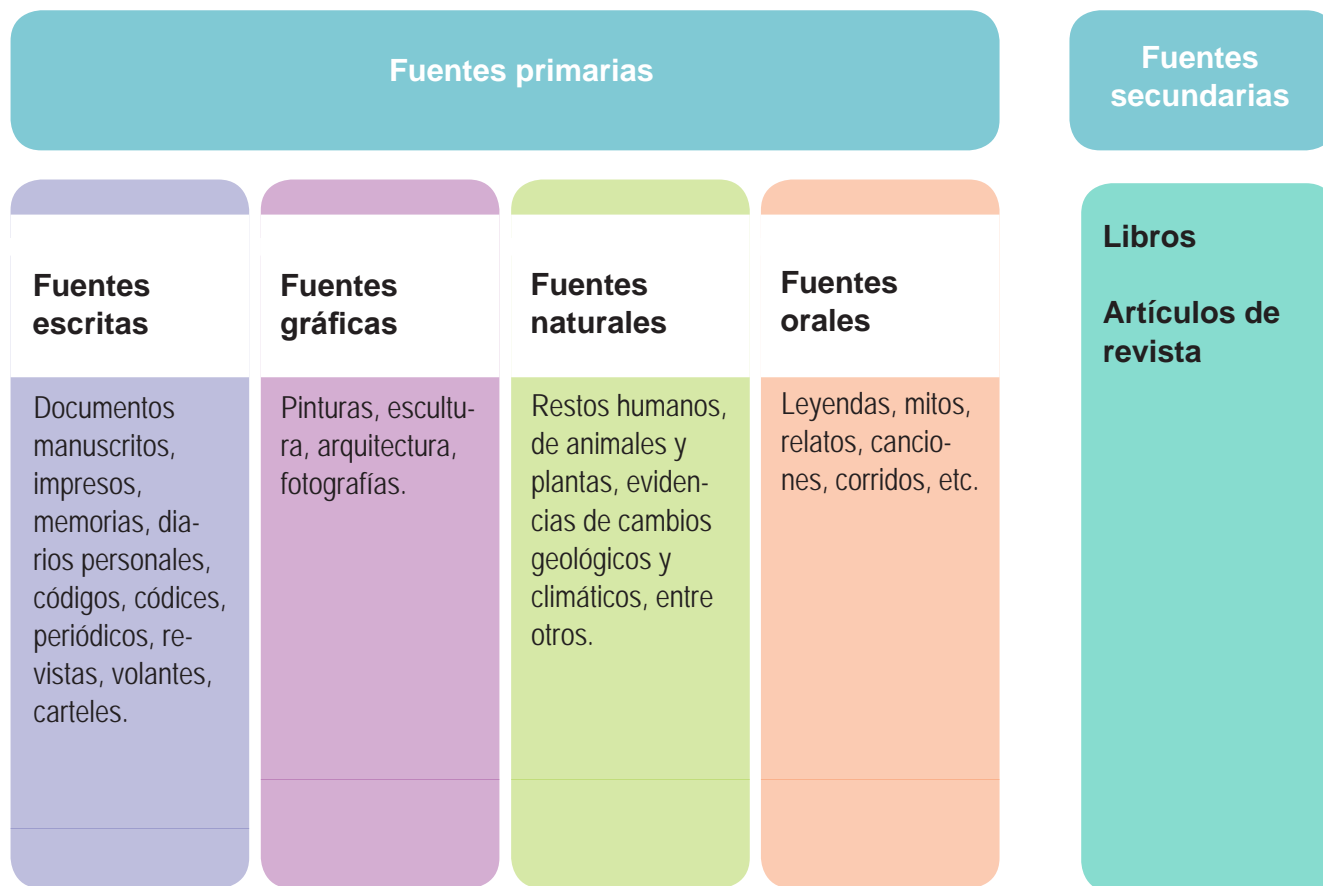 Fuentes primarias
Fuentes
secundarias
Fuentes
escritas
Documentos
manuscritos,
impresos,
memorias, dia-
rios personales,
códigos, códices,
periódicos, re-
vistas, volantes,
carteles.
Fuentes
gráficas
Pinturas, escultu-
ra, arquitectura,
fotografías.
Fuentes
naturales
Restos humanos,
de animales y
plantas, eviden-
cias de cambios
geológicos y
climáticos, entre
otros.
Fuentes
orales
Leyendas, mitos,
relatos, cancio-
nes, corridos, etc.
Libros
Artículos de
revista